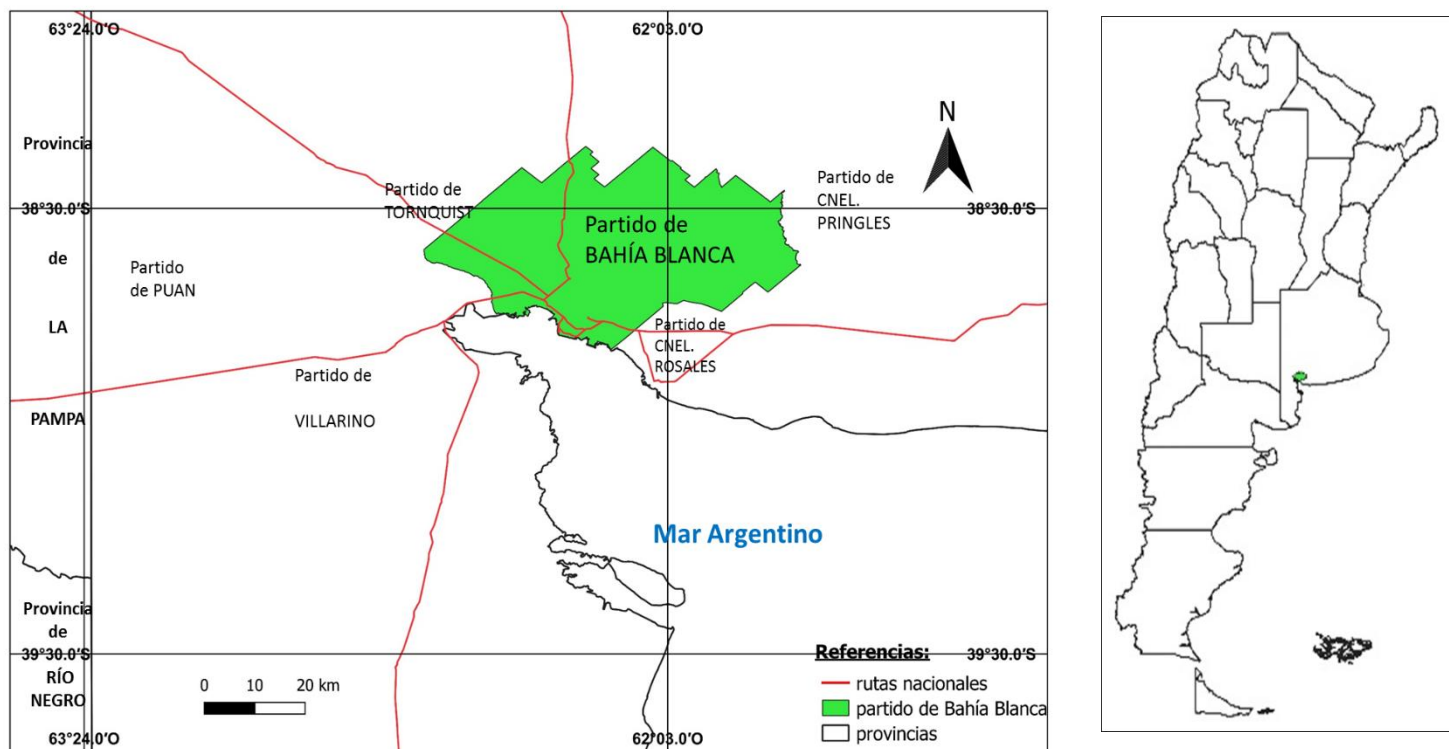 63°24.0'O
62°03.0'O
N
Provincia
de
LA
PAMPA
38°30.0'S
38°30.0'S
Partido de
TORNQUIST
Partido de
CNEL.
PRINGLES
Partido de
BAHÍA BLANCA
Partido
de PUAN
Partido de
CNEL.
ROSALES
Partido de
VILLARINO
Mar Argentino
Provincia
de
RÍO
NEGRO
39°30.0'S
39°30.0'S
0 10 20 km
Referencias:
rutas nacionales
partido de Bahía Blanca
provincias
63°24.0'O
62°03.0'O